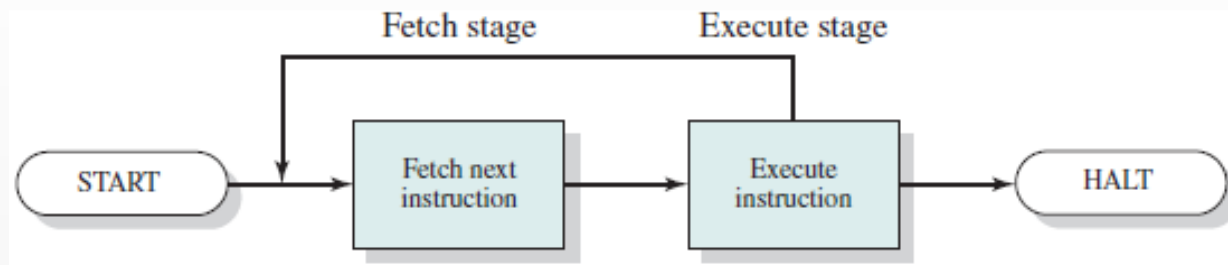 Fetch stage
Execute stage
START
Fetch next
instruction
Execute
instruction
HALT